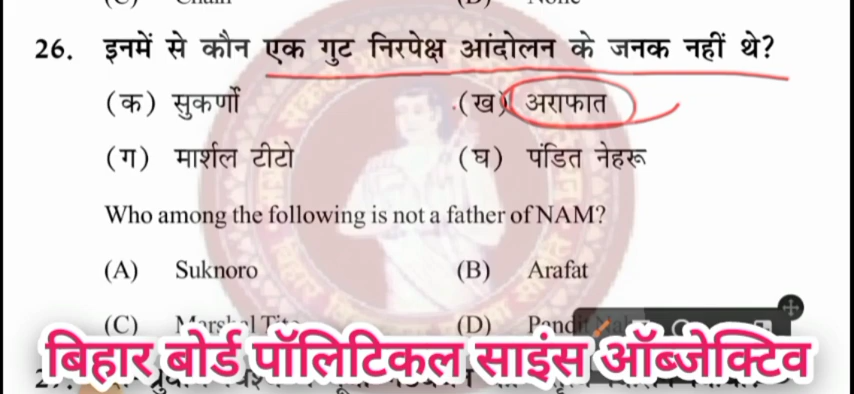 26. इनमें से कौन एक गुट निरपेक्ष आंदोलन के जनक नहीं थे?
(क) सुकर्णो (ख) अराफात
(ग) मार्शल टीटो (घ) पंडित नेहरू
Who among the following is not a father of NAM?
(A) Suknoro (B) Arafat
(C) (D)
बिहार बोर्ड पॉलिटिकल साइंस ऑब्जेक्टिव